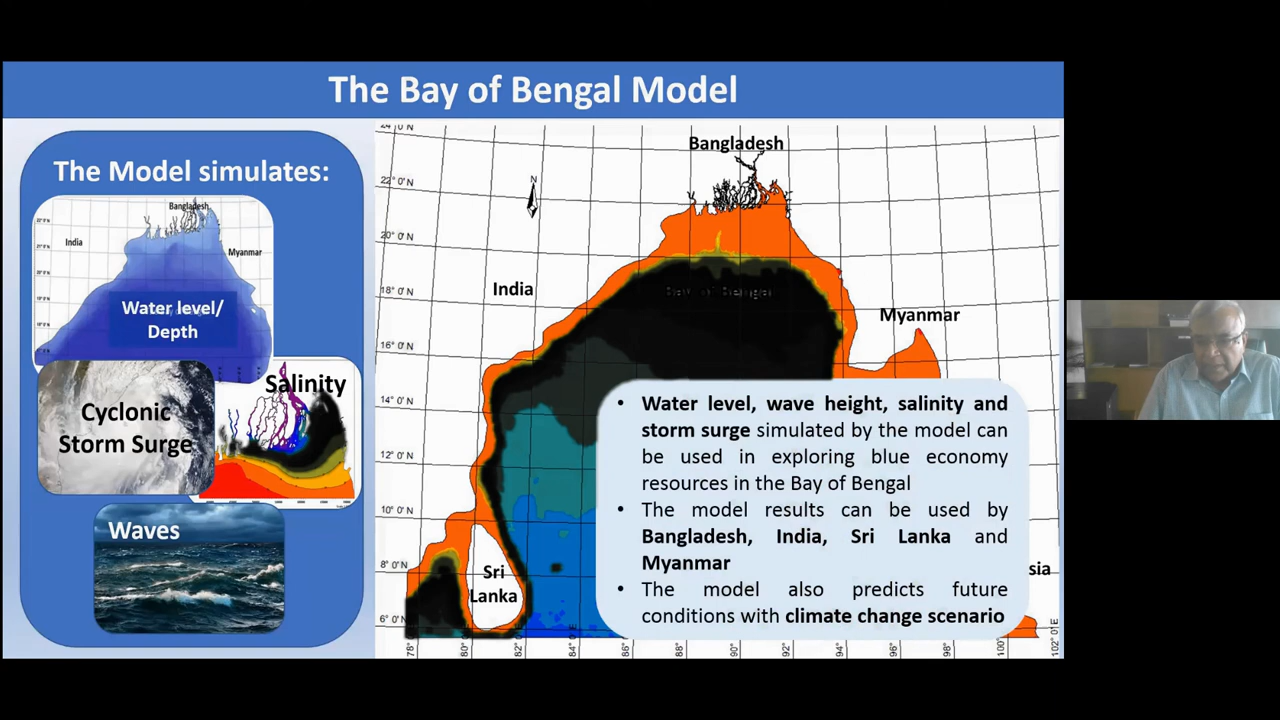 The Bay of Bengal Model
The Model simulates:
Bangladesh
India
Myanmar
Water level/
Depth
Cyclonic
Storm Surge
Salinity
Waves
24° 0' N
22° 0' N
20° 0' N
18° 0' N
16° 0' N
14° 0' N
12° 0' N
10° 0' N
8° 0' N
6° 0' N
N
Bangladesh
India
Bay of Bengal
Myanmar
Sri
Lanka
sia
• Water level, wave height, salinity and
storm surge simulated by the model can
be used in exploring blue economy
resources in the Bay of Bengal
• The model results can be used by
Bangladesh, India, Sri Lanka and
Myanmar
• The model also predicts future
conditions with climate change scenario
78°
80°
82°
84°
86°
88°
90°
92°
94°
96°
98°
100°
102° 0' E